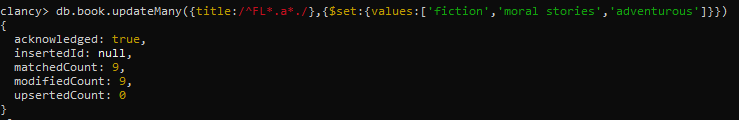 clancy> db.book.updateMany({title:/^FL*.a*./},{$set:{values:['fiction','moral stories','adventurous']}})
{
  acknowledged: true,
  insertedId: null,
  matchedCount: 9,
  modifiedCount: 9,
  upsertedCount: 0
}